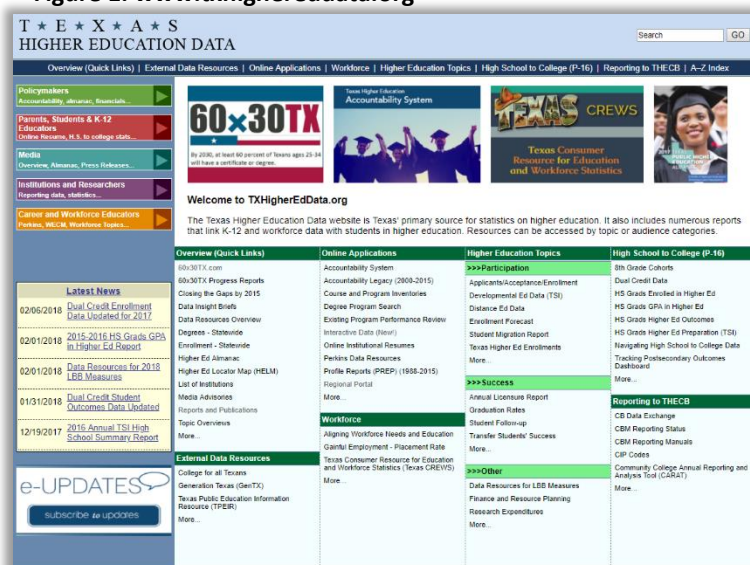 T ★ E ★ X ★ A ★ S
HIGHER EDUCATION DATA
Search
GO
Overview (Quick Links) | External Data Resources | Online Applications | Workforce | Higher Education Topics | High School to College (P-16) | Reporting to THECB | A–Z Index
Policymakers
Accountability, almanac, financials...
Parents, Students & K-12
Educators
Online Resume, H.S. to college stats...
Media
Overview, Almanac, Press Releases...
Institutions and Researchers
Reporting data, statistics...
Career and Workforce Educators
Perkins, WECM, Workforce Topics...
60x30TX
By 2030, at least 60 percent of Texans ages 25-34
will have a certificate or degree.
Texas Higher Education
Accountability System
TEXAS CREWS
Texas Consumer
Resource for Education
and Workforce Statistics
Welcome to TXHigherEdData.org
The Texas Higher Education Data website is Texas' primary source for statistics on higher education. It also includes numerous reports
that link K-12 and workforce data with students in higher education. Resources can be accessed by topic or audience categories.
Latest News
02/06/2018 Dual Credit Enrollment
Data Updated for 2017
02/01/2018 2015-2016 HS Grads GPA
in Higher Ed Report
02/01/2018 Data Resources for 2018
LBB Measures
01/31/2018 Dual Credit Student
Outcomes Data Updated
12/19/2017 2016 Annual TSI High
School Summary Report
e-UPDATES
subscribe to updates
Overview (Quick Links)
60x30TX.com
60x30TX Progress Reports
Closing the Gaps by 2015
Data Insight Briefs
Data Resources Overview
Degrees - Statewide
Enrollment - Statewide
Higher Ed Almanac
Higher Ed Locator Map (HELM)
List of Institutions
Media Advisories
Reports and Publications
Topic Overviews
More...
External Data Resources
College for all Texans
Generation Texas (GenTX)
Texas Public Education Information
Resource (TPEIR)
More...
Online Applications
Accountability System
Accountability Legacy (2000-2015)
Course and Program Inventories
Degree Program Search
Existing Program Performance Review
Interactive Data (New!)
Online Institutional Resumes
Perkins Data Resources
Profile Reports (PREP) (1988-2015)
Regional Portal
More...
Workforce
Aligning Workforce Needs and Education
Gainful Employment - Placement Rate
Texas Consumer Resource for Education
and Workforce Statistics (Texas CREWS)
More...
Higher Education Topics
>>>Participation
Applicants/Acceptance/Enrollment
Developmental Ed Data (TSI)
Distance Ed Data
Enrollment Forecast
Student Migration Report
Texas Higher Ed Enrollments
More...
>>>Success
Annual Licensure Report
Graduation Rates
Student Follow-up
Transfer Students' Success
More...
>>>Other
Data Resources for LBB Measures
Finance and Resource Planning
Research Expenditures
More...
High School to College (P-16)
8th Grade Cohorts
Dual Credit Data
HS Grads Enrolled in Higher Ed
HS Grads GPA in Higher Ed
HS Grads Higher Ed Outcomes
HS Grads Higher Ed Preparation (TSI)
Navigating High School to College Data
Tracking Postsecondary Outcomes
Dashboard
More...
Reporting to THECB
CB Data Exchange
CBM Reporting Status
CBM Reporting Manuals
CIP Codes
Community College Annual Reporting and
Analysis Tool (CARAT)
More...